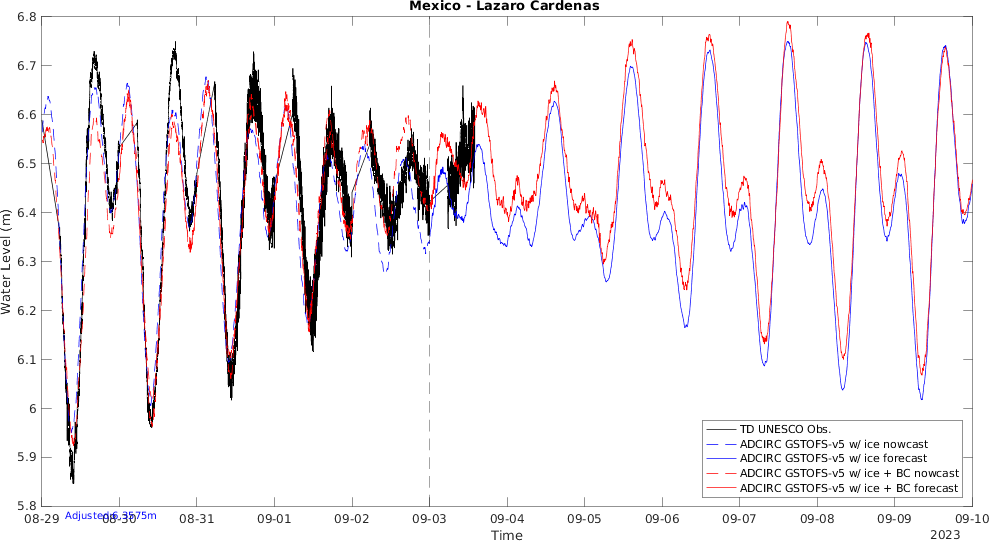 Mexico - Lazaro Cardenas
Water Level (m)
6.8
6.7
6.6
6.5
6.4
6.3
6.2
6.1
6
5.9
5.8
TD UNESCO Obs.
ADCIRC GSTOFS-v5 w/ ice nowcast
ADCIRC GSTOFS-v5 w/ ice forecast
ADCIRC GSTOFS-v5 w/ ice + BC nowcast
ADCIRC GSTOFS-v5 w/ ice + BC forecast
08-29 08-30 08-31 09-01 09-02 09-03 09-04 09-05 09-06 09-07 09-08 09-09 09-10
Adjusted 6.3575m
Time
2023